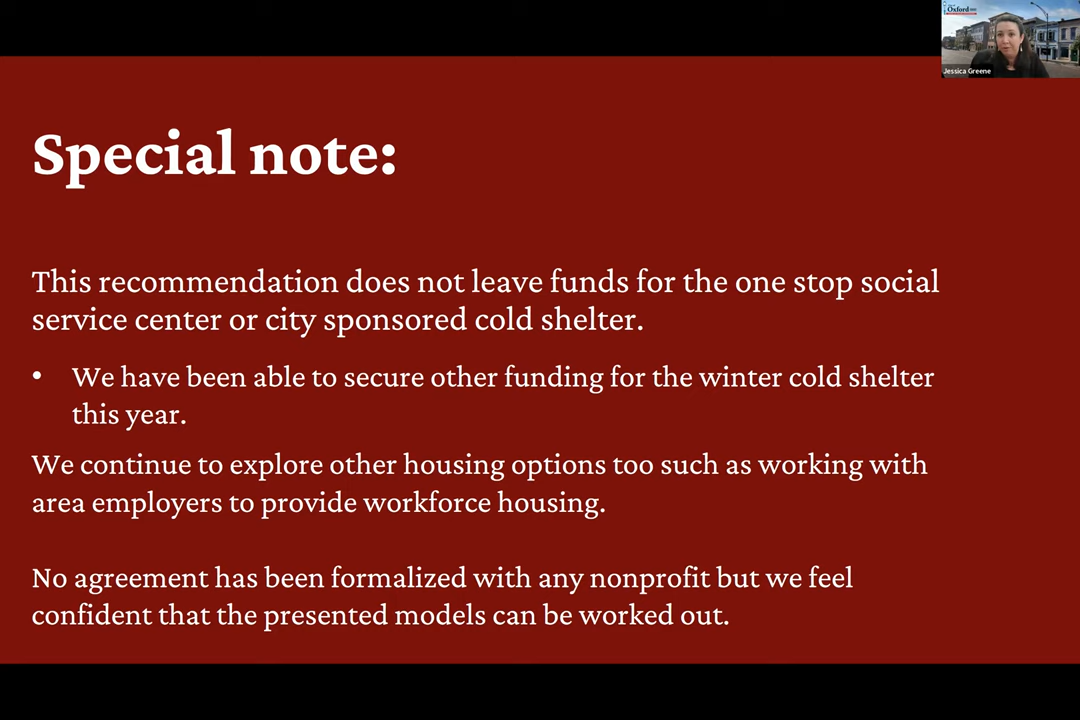 Oxford
Jessica Greene
Special note:
This recommendation does not leave funds for the one stop social
service center or city sponsored cold shelter.
• We have been able to secure other funding for the winter cold shelter
this year.
We continue to explore other housing options too such as working with
area employers to provide workforce housing.
No agreement has been formalized with any nonprofit but we feel
confident that the presented models can be worked out.